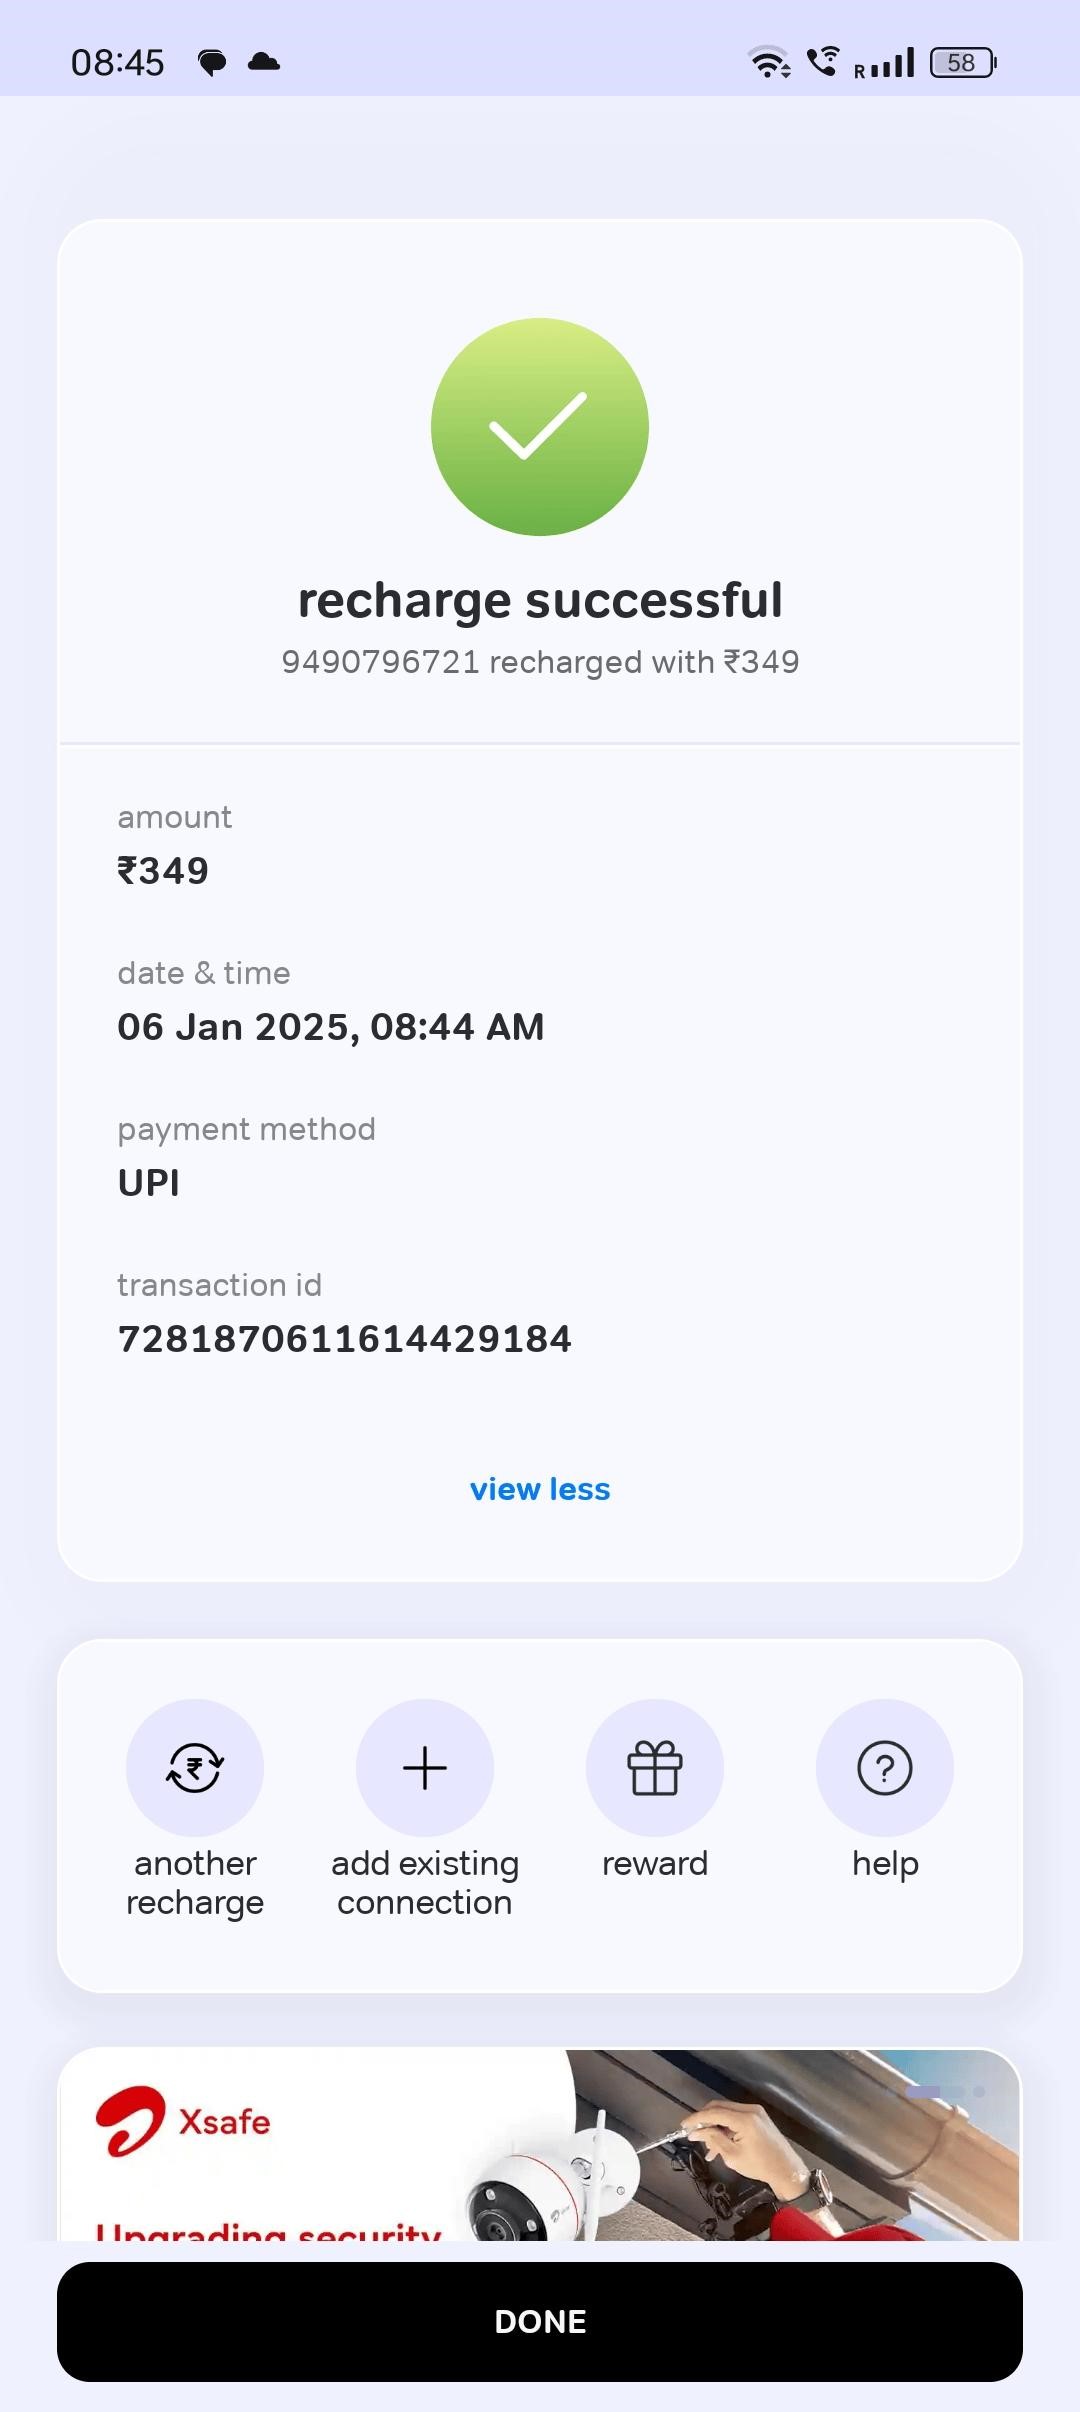 08:45
R
58
recharge successful
9490796721 recharged with ₹349
amount
₹349
date & time
06 Jan 2025, 08:44 AM
payment method
UPI
transaction id
7281870611614429184
view less
another
recharge
add existing
connection
reward
help
Xsafe
Upgrading security
DONE